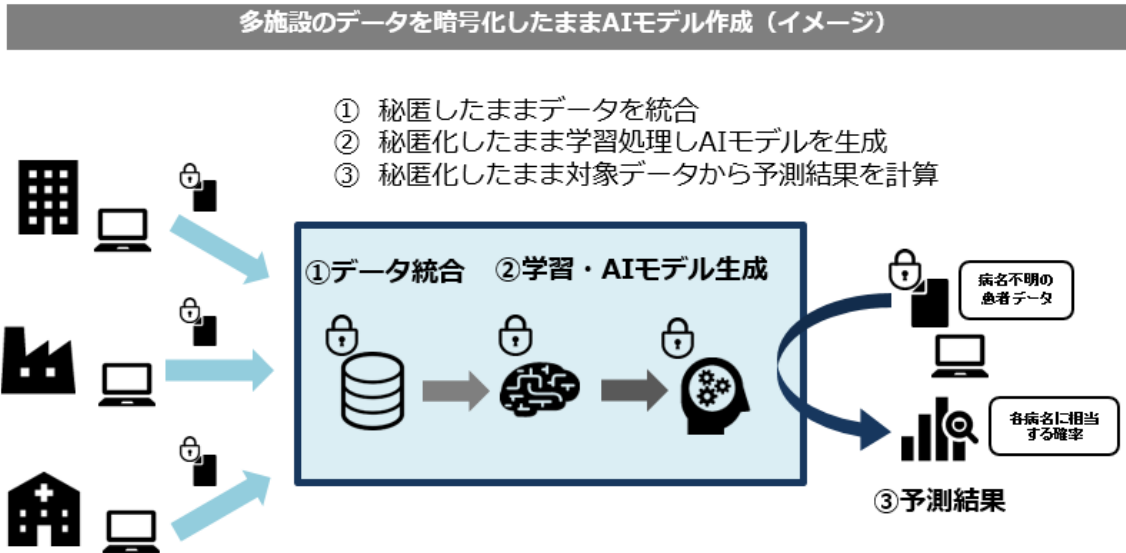 多施設のデータを暗号化したままAIモデル作成（イメージ）
① 秘匿したままデータを統合
② 秘匿化したまま学習処理しAIモデルを生成
③ 秘匿化したまま対象データから予測結果を計算
①データ統合
②学習・AIモデル生成
病名不明の
患者データ
各病名に相当
する確率
③予測結果